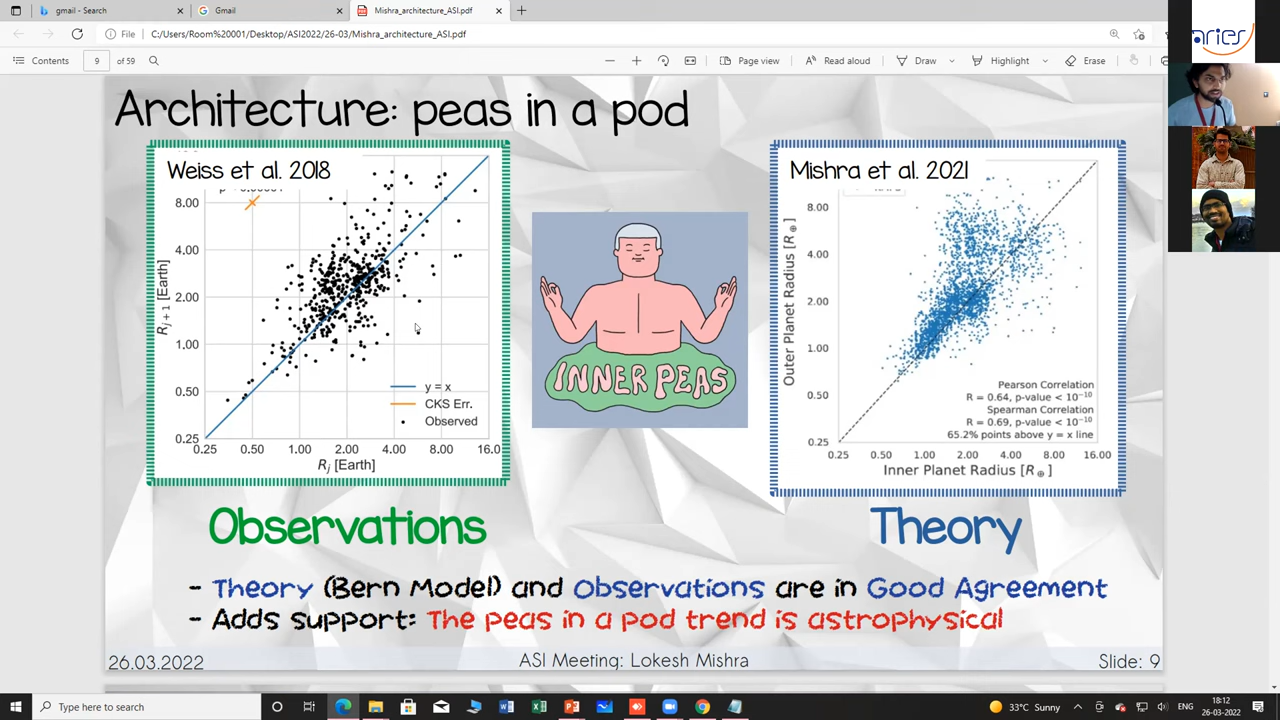 gmail - Search
Gmail
Mishra_architecture_ASI.pdf
File
C:/Users/Room%20001/Desktop/ASI2022/26-03/Mishra_architecture_ASI.pdf
Contents
9
of 59
Page view
Read aloud
Draw
Highlight
Erase
aries
Architecture: peas in a pod
Weiss et al. 2018
8.00
4.00
2.00
1.00
0.50
0.25
R j + 1 [Earth]
y = x
CKS Err.
Observed
0.25 0.50 1.00 2.00 4.00 8.00 16.0
Rj [Earth]
INNER PEAS
Mishra et al. 2021
8.00
4.00
2.00
1.00
0.50
0.25
Outer Planet Radius [R⊕]
Pearson Correlation
R = 0.64, p-value < 10⁻¹⁰
Spearman Correlation
R = 0.69, p-value < 10⁻¹⁰
65.2% points above y = x line
0.25 0.50 1.00 2.00 4.00 8.00 16.00
Inner Planet Radius [R⊕]
Observations
Theory
- Theory (Bern Model) and Observations are in Good Agreement
- Adds support: The peas in a pod trend is astrophysical
26.03.2022
ASI Meeting: Lokesh Mishra
Slide: 9
Type here to search
33°C Sunny
ENG
18:12
26-03-2022